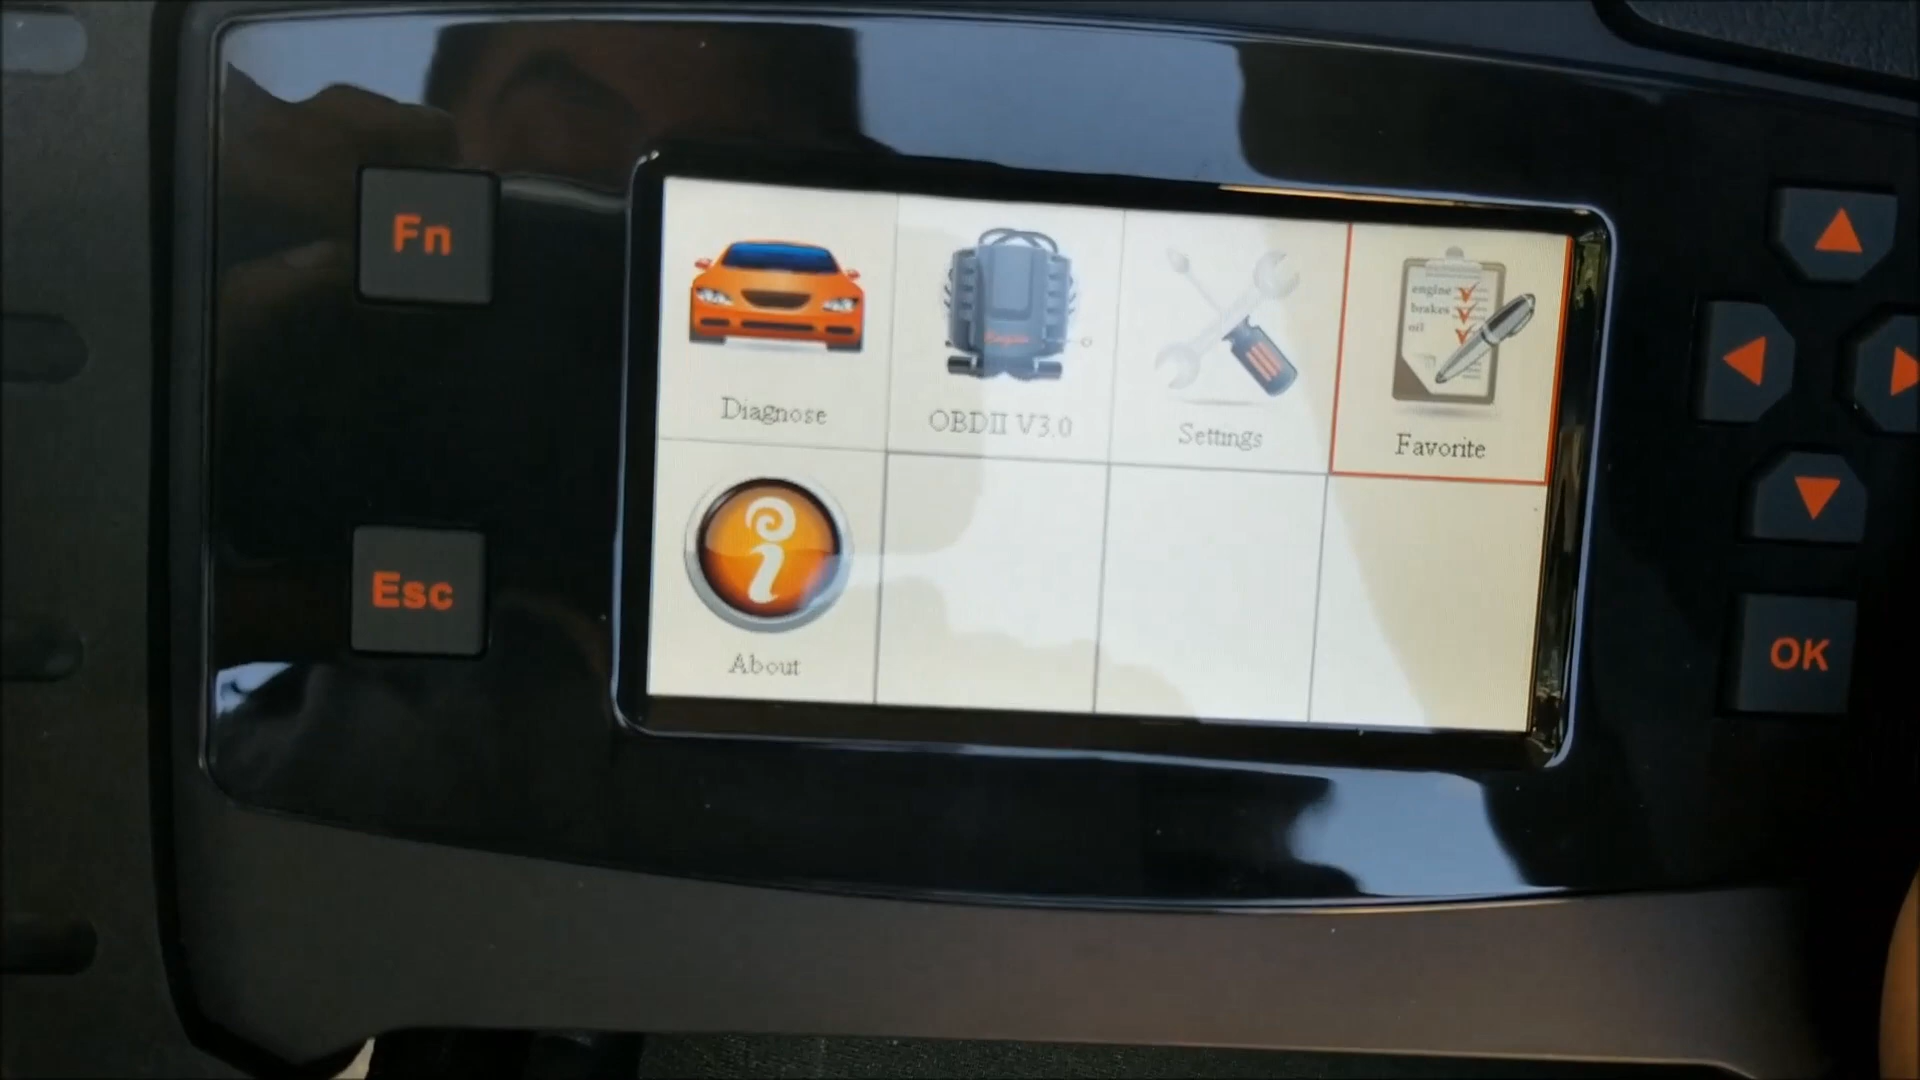 Fn
Esc
Diagnose
OBDII V3.0
Settings
engine
brakes
oil
Favorite
About
OK